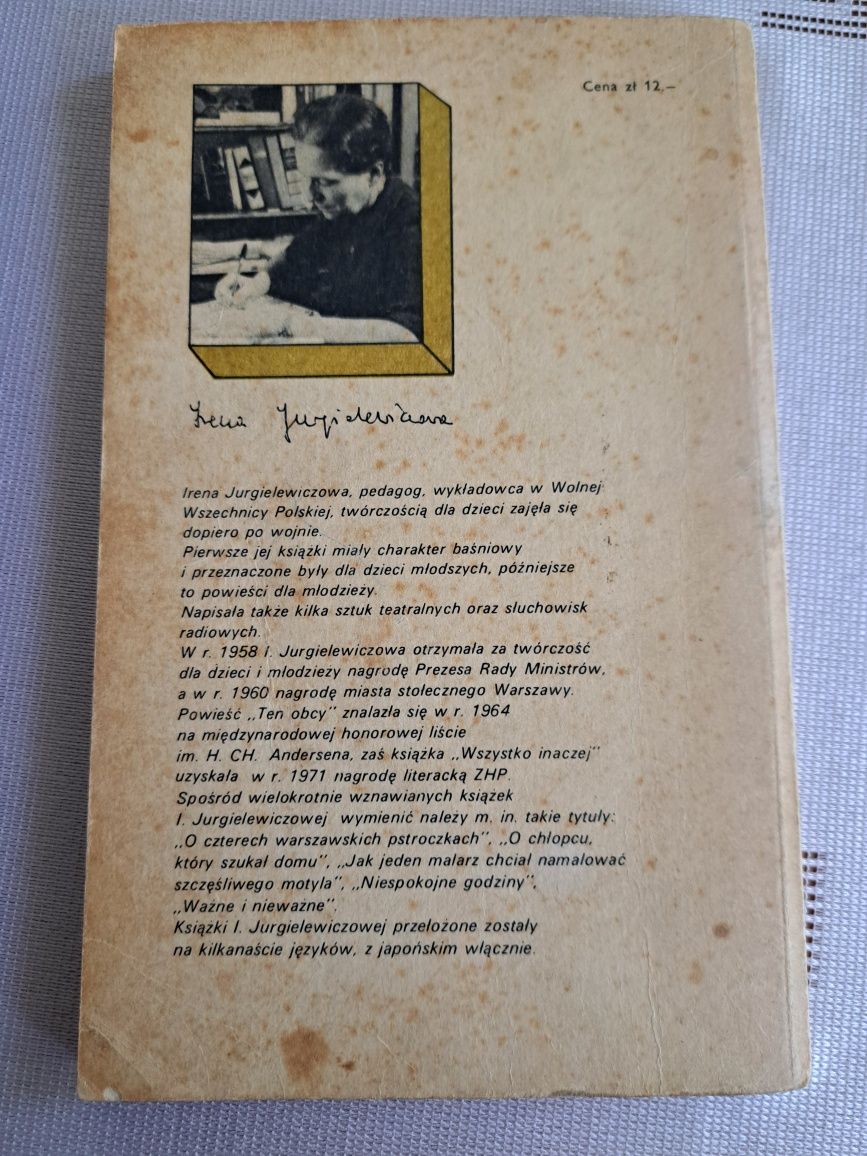 Cena zł 12,—
Irena Jurgielewiczowa
Irena Jurgielewiczowa, pedagog, wykładowca w Wolnej
Wszechnicy Polskiej, twórczością dla dzieci zajęła się
dopiero po wojnie.
Pierwsze jej książki miały charakter baśniowy
i przeznaczone były dla dzieci młodszych, późniejsze
to powieści dla młodzieży.
Napisała także kilka sztuk teatralnych oraz słuchowisk
radiowych.
W r. 1958 I. Jurgielewiczowa otrzymała za twórczość
dla dzieci i młodzieży nagrodę Prezesa Rady Ministrów,
a w r. 1960 nagrodę miasta stołecznego Warszawy.
Powieść „Ten obcy” znalazła się w r. 1964
na międzynarodowej honorowej liście
im. H. CH. Andersena, zaś książka „Wszystko inaczej”
uzyskała w r. 1971 nagrodę literacką ZHP.
Spośród wielokrotnie wznawianych książek
I. Jurgielewiczowej wymienić należy m. in. takie tytuły:
„O czterech warszawskich pstroczkach”, „O chłopcu,
który szukał domu”, „Jak jeden malarz chciał namalować
szczęśliwego motyla”, „Niespokojne godziny”,
„Ważne i nieważne”.
Książki I. Jurgielewiczowej przełożone zostały
na kilkanaście języków, z japońskim włącznie.